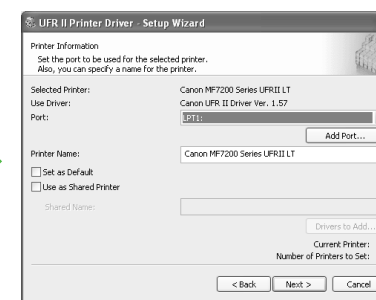 UFR II Printer Driver - Setup Wizard
Printer Information
Set the port to be used for the selected printer.
Also, you can specify a name for the printer.
Selected Printer: Canon MF7200 Series UFRII LT
Use Driver: Canon UFR II Driver Ver. 1.57
Port: LPT1:
Add Port...
Printer Name: Canon MF7200 Series UFRII LT
Set as Default
Use as Shared Printer
Shared Name:
Drivers to Add...
Current Printer:
Number of Printers to Set:
< Back Next > Cancel